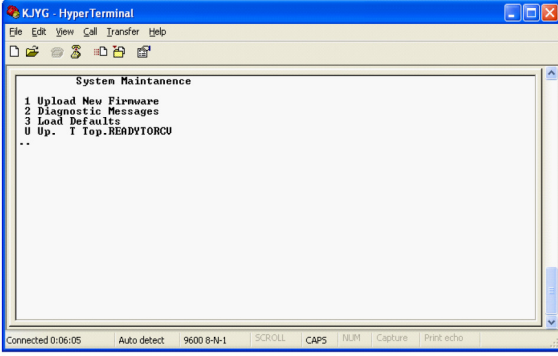 KJYG - HyperTerminal
File Edit View Call Transfer Help
System Maintanence
1 Upload New Firmware
2 Diagnostic Messages
3 Load Defaults
U Up. T Top.READYTORCV
..
Connected 0:06:05 Auto detect 9600 8-N-1 SCROLL CAPS NUM Capture Print echo